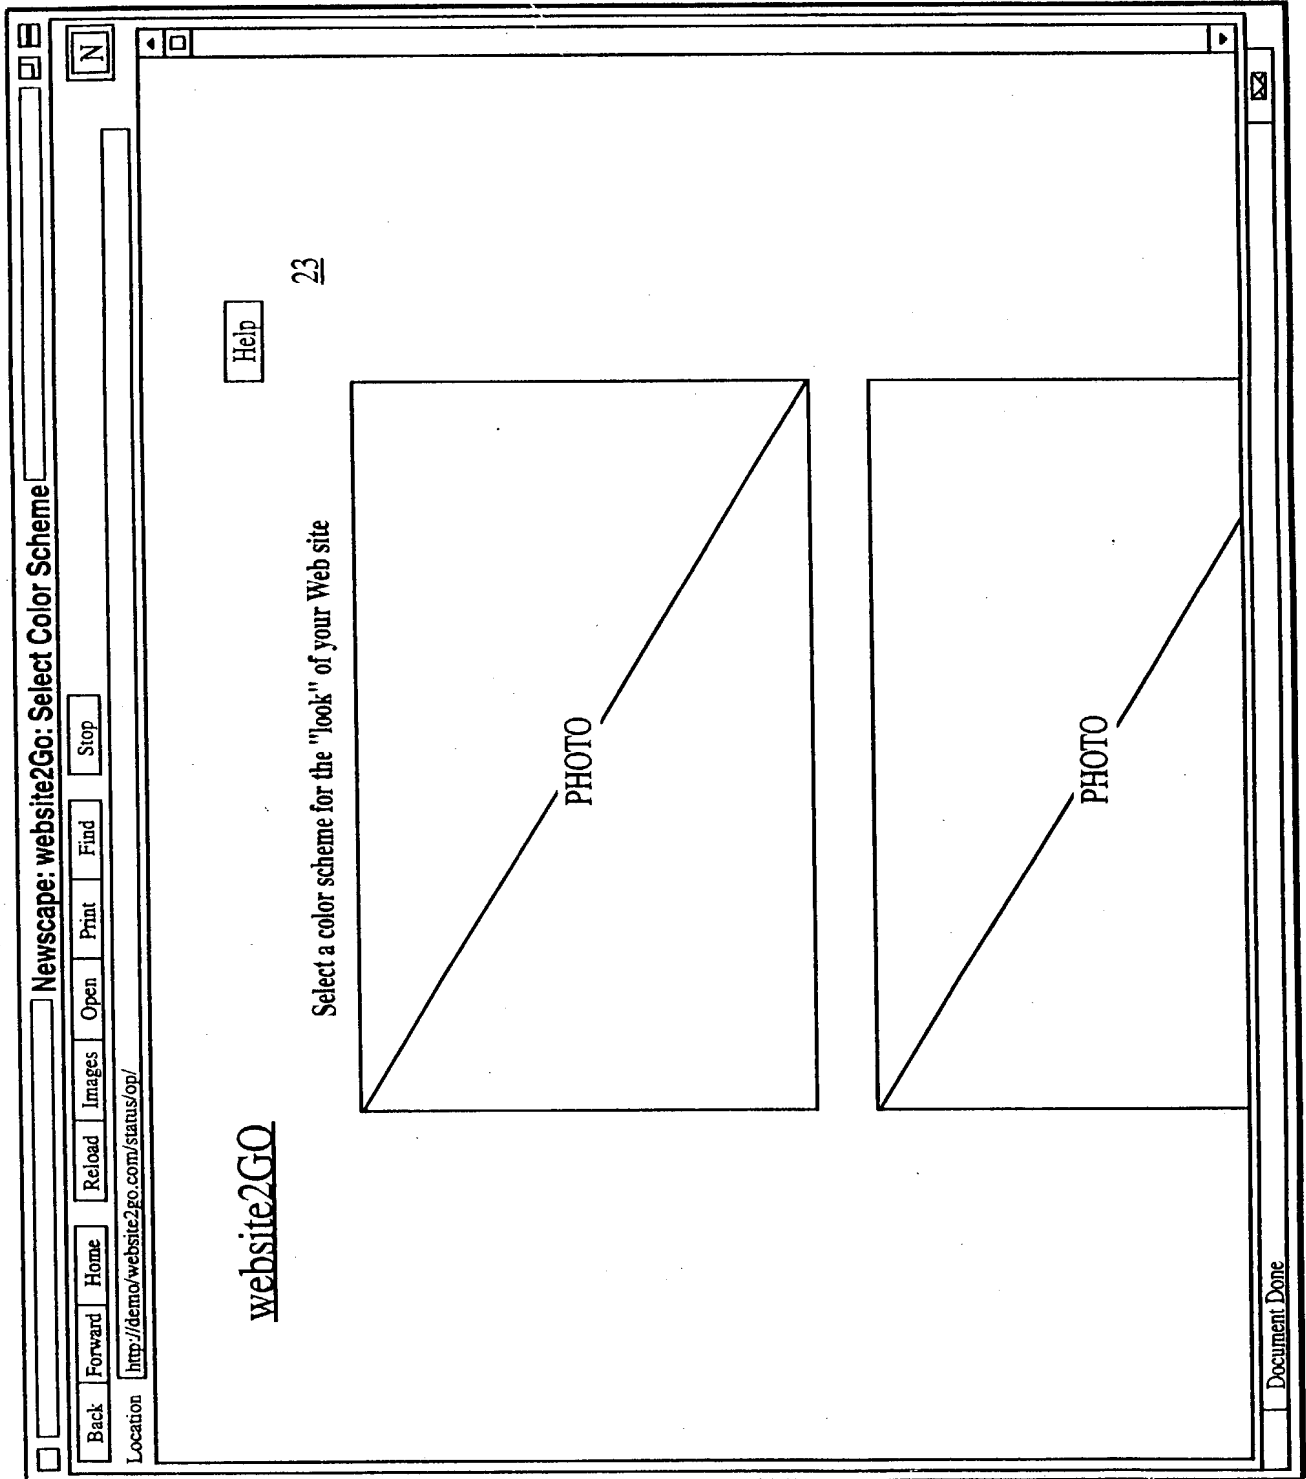 Newscape: website2Go: Select Color Scheme
Back Forward Home Reload Images Open Print Find Stop
N
Location http://demo/website2go.com/status/op/
website2GO
Help
23
Select a color scheme for the "look" of your Web site
PHOTO
PHOTO
Document Done